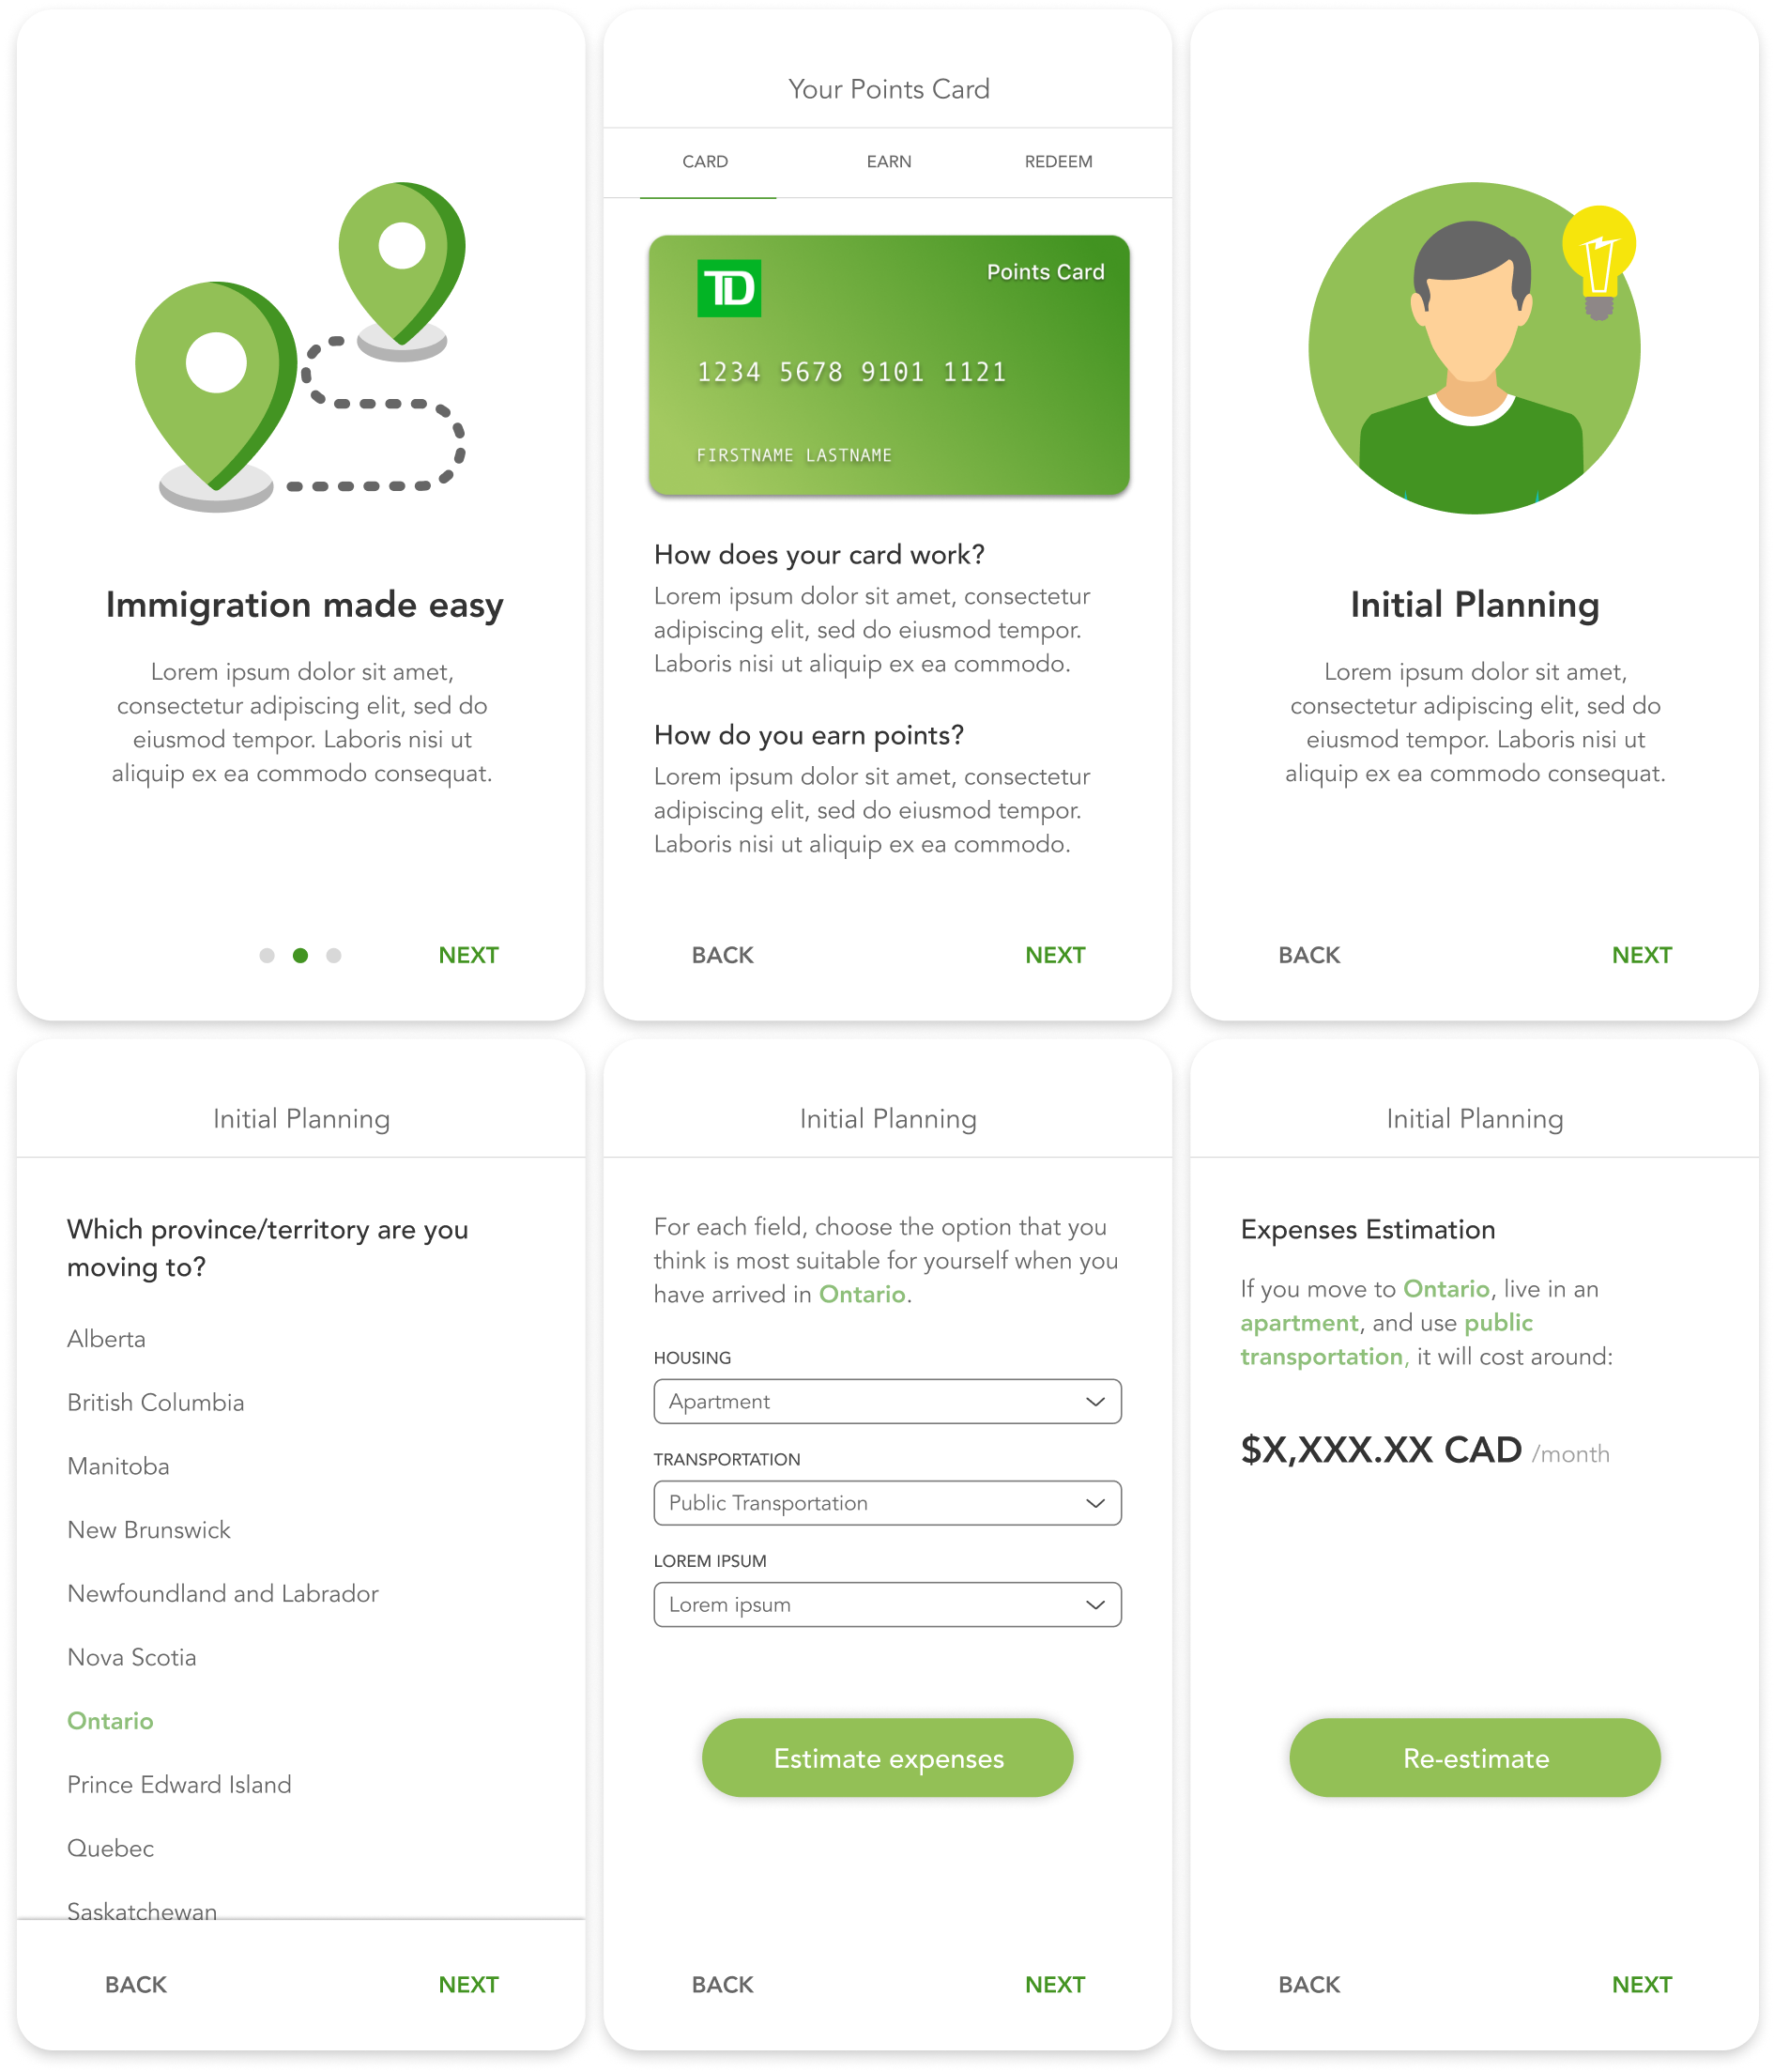 Immigration made easy
Lorem ipsum dolor sit amet,
consectetur adipiscing elit, sed do
eiusmod tempor. Laboris nisi ut
aliquip ex ea commodo consequat.
NEXT
Your Points Card
CARD EARN REDEEM
TD
Points Card
1234 5678 9101 1121
FIRSTNAME LASTNAME
How does your card work?
Lorem ipsum dolor sit amet, consectetur
adipiscing elit, sed do eiusmod tempor.
Laboris nisi ut aliquip ex ea commodo.
How do you earn points?
Lorem ipsum dolor sit amet, consectetur
adipiscing elit, sed do eiusmod tempor.
Laboris nisi ut aliquip ex ea commodo.
BACK NEXT
Initial Planning
Lorem ipsum dolor sit amet,
consectetur adipiscing elit, sed do
eiusmod tempor. Laboris nisi ut
aliquip ex ea commodo consequat.
BACK NEXT
Initial Planning
Which province/territory are you
moving to?
Alberta
British Columbia
Manitoba
New Brunswick
Newfoundland and Labrador
Nova Scotia
Ontario
Prince Edward Island
Quebec
Saskatchewan
BACK NEXT
Initial Planning
For each field, choose the option that you
think is most suitable for yourself when you
have arrived in Ontario.
HOUSING
Apartment
TRANSPORTATION
Public Transportation
LOREM IPSUM
Lorem ipsum
Estimate expenses
BACK NEXT
Initial Planning
Expenses Estimation
If you move to Ontario, live in an
apartment, and use public
transportation, it will cost around:
$X,XXX.XX CAD /month
Re-estimate
BACK NEXT